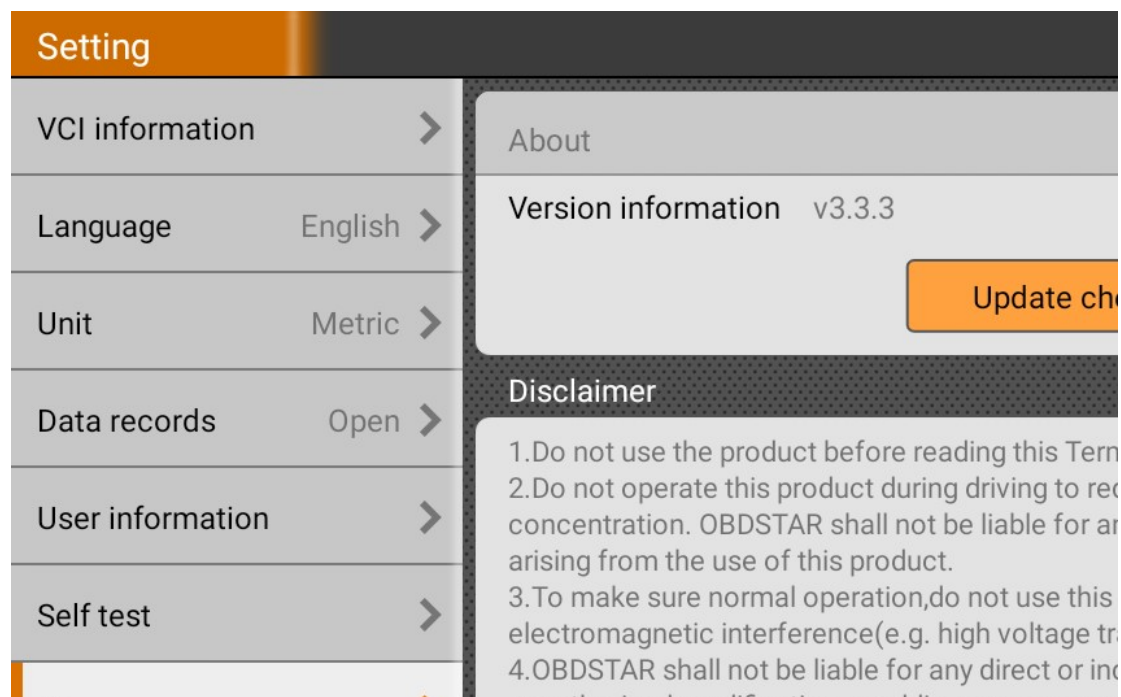 Setting
VCI information
Language English
Unit Metric
Data records Open
User information
Self test
About
Version information v3.3.3
Update
Disclaimer
1.Do not use the product before reading this
2.Do not operate this product during driving to
concentration. OBDSTAR shall not be liable for
arising from the use of this product.
3.To make sure normal operation,do not use this
electromagnetic interference(e.g. high voltage
4.OBDSTAR shall not be liable for any direct or